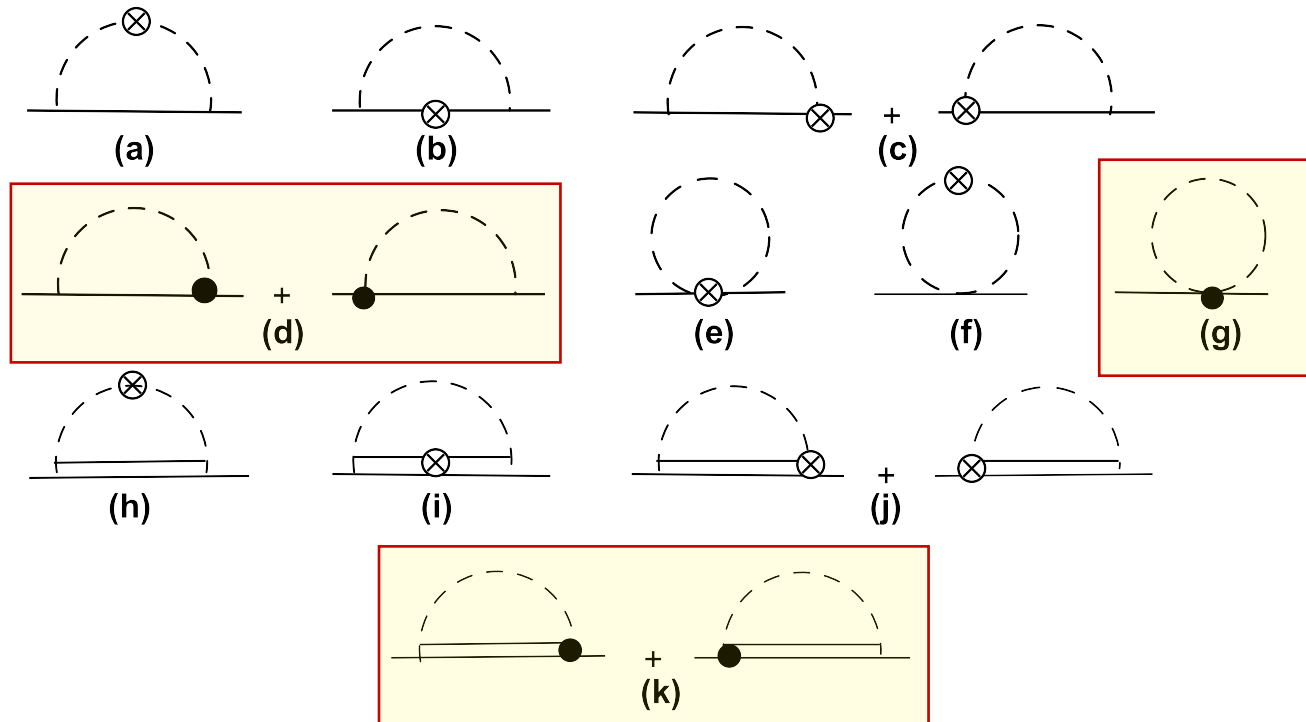 (a) (b) + (c)
+ (d) (e) (f) (g)
(h) (i) + (j)
+ (k)